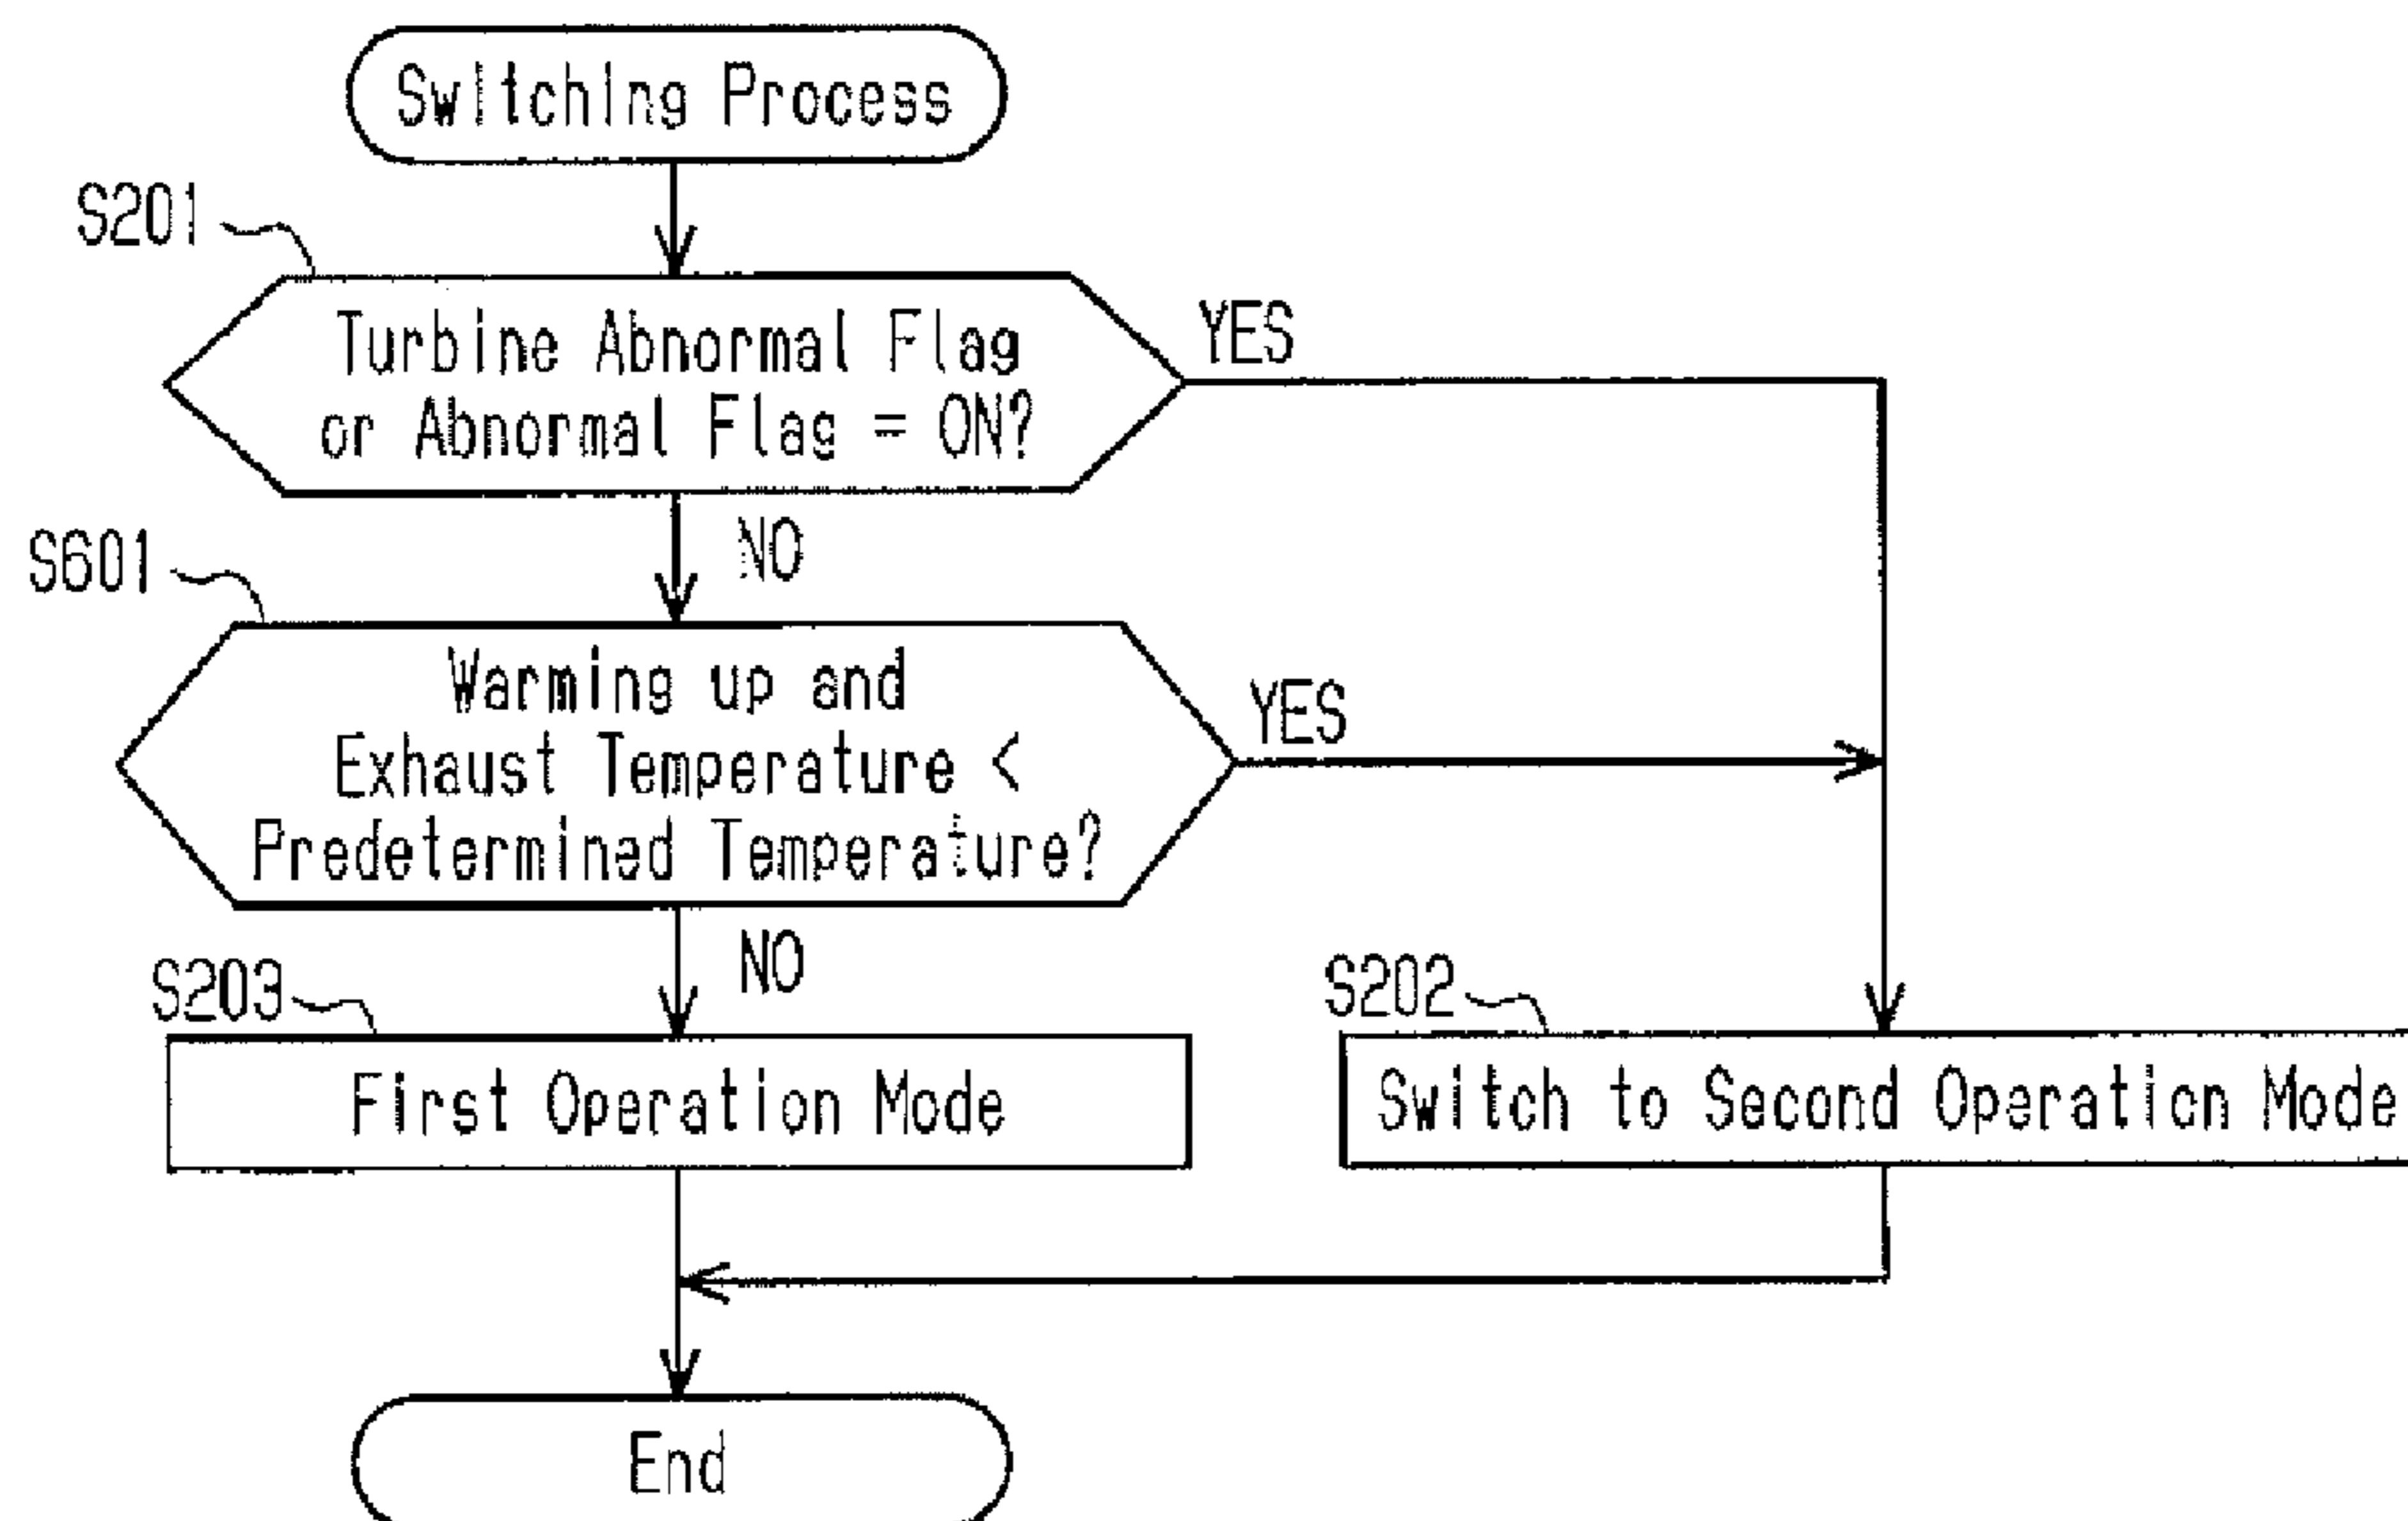 Switching Process
S201
Turbine Abnormal Flag
or Abnormal Flag = ON?
YES
NO
S601
Warming up and
Exhaust Temperature <
Predetermined Temperature?
YES
NO
S203
First Operation Mode
S202
Switch to Second Operation Mode
End